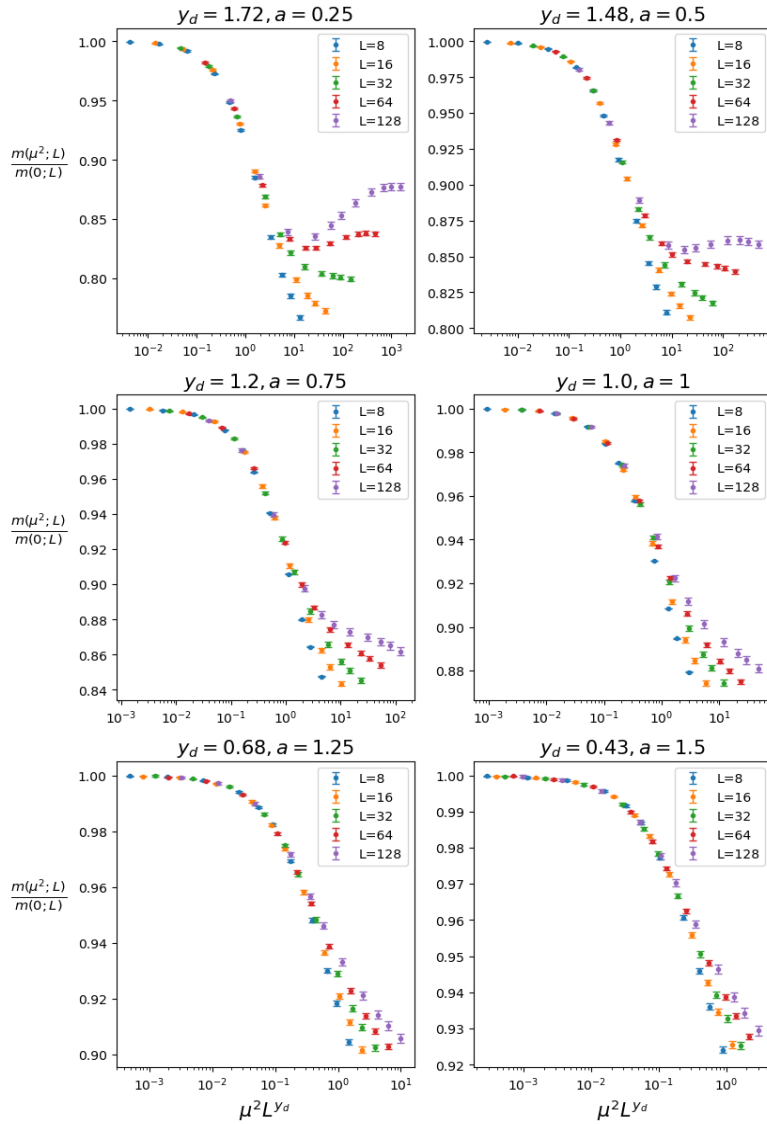 y_d = 1.72, a = 0.25
1.00
0.95
0.90
0.85
0.80
m(μ²; L)
m(0; L)
L=8
L=16
L=32
L=64
L=128
10⁻² 10⁻¹ 10⁰ 10¹ 10² 10³
y_d = 1.48, a = 0.5
1.000
0.975
0.950
0.925
0.900
0.875
0.850
0.825
0.800
L=8
L=16
L=32
L=64
L=128
10⁻² 10⁻¹ 10⁰ 10¹ 10²
y_d = 1.2, a = 0.75
1.00
0.98
0.96
0.94
0.92
0.90
0.88
0.86
0.84
m(μ²; L)
m(0; L)
L=8
L=16
L=32
L=64
L=128
10⁻³ 10⁻² 10⁻¹ 10⁰ 10¹ 10²
y_d = 1.0, a = 1
1.00
0.98
0.96
0.94
0.92
0.90
0.88
L=8
L=16
L=32
L=64
L=128
10⁻³ 10⁻² 10⁻¹ 10⁰ 10¹
y_d = 0.68, a = 1.25
1.00
0.98
0.96
0.94
0.92
0.90
m(μ²; L)
m(0; L)
L=8
L=16
L=32
L=64
L=128
10⁻³ 10⁻² 10⁻¹ 10⁰ 10¹
μ²L^{y_d}
y_d = 0.43, a = 1.5
1.00
0.99
0.98
0.97
0.96
0.95
0.94
0.93
0.92
L=8
L=16
L=32
L=64
L=128
10⁻³ 10⁻² 10⁻¹ 10⁰
μ²L^{y_d}